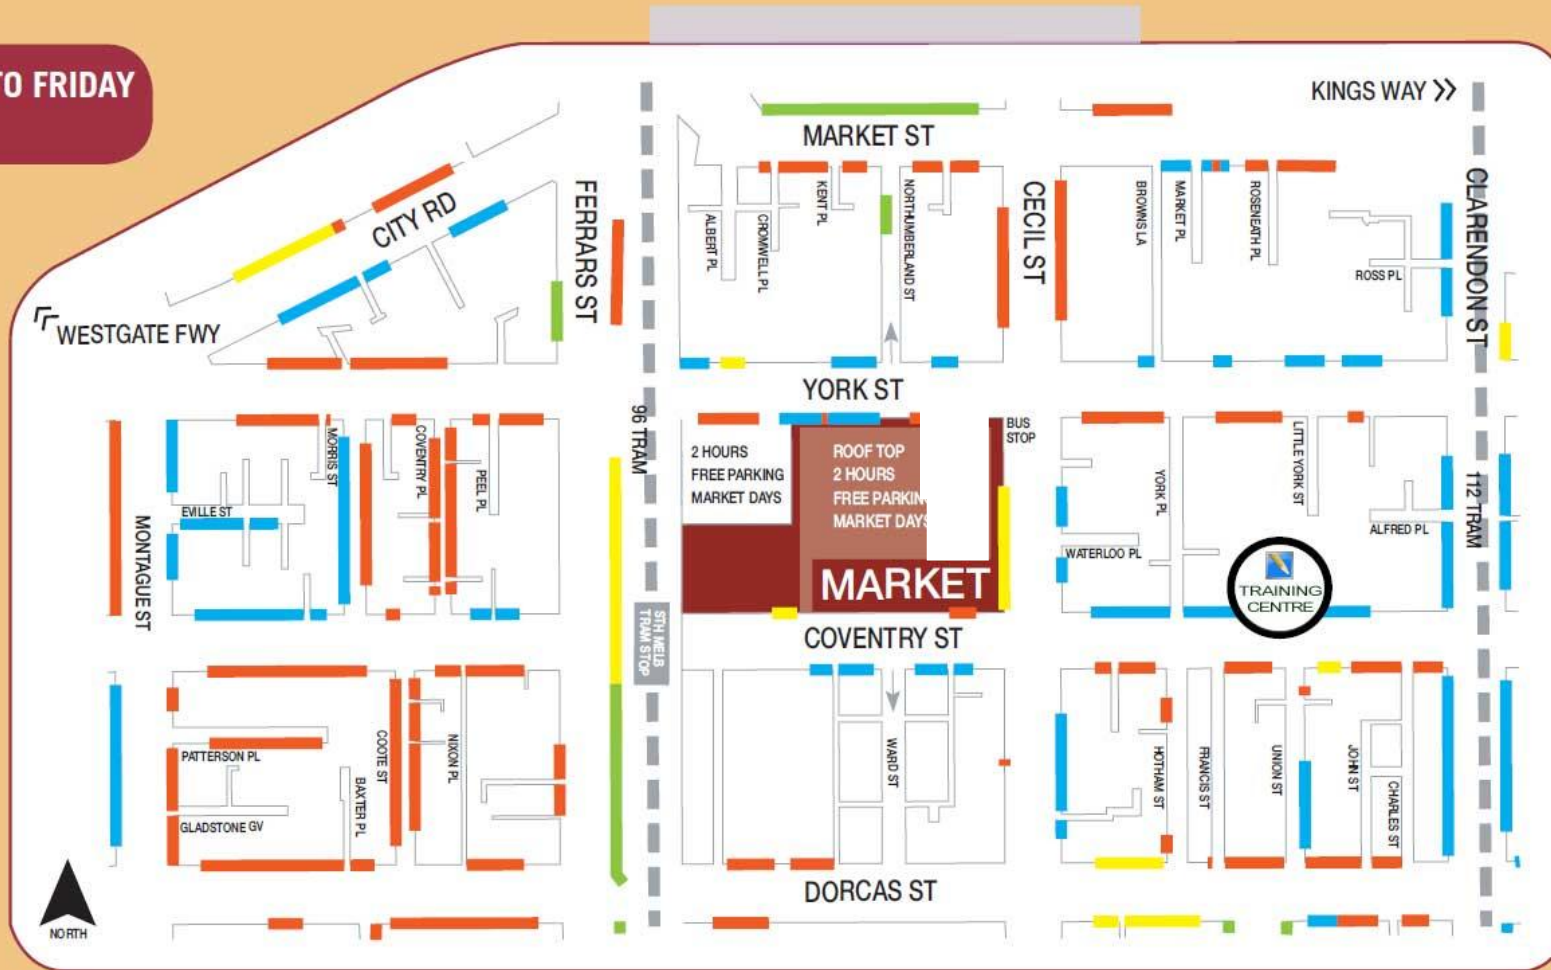 TO FRIDAY
KINGS WAY
MARKET ST
CITY RD
FERRARS ST
ALBERT PL
CROMWELL PL
KENT PL
NORTHUMBERLAND ST
CECIL ST
BROWNS LA
MARKET PL
ROSENEATH PL
ROSS PL
CLARENDON ST
WESTGATE FWY
YORK ST
96 TRAM
MORRIS ST
COVENTRY PL
PEEL PL
EVILLE ST
MONTAGUE ST
2 HOURS
FREE PARKING
MARKET DAYS
ROOF TOP
2 HOURS
FREE PARKIN
MARKET DAYS
MARKET
BUS
STOP
YORK PL
LITTLE YORK ST
WATERLOO PL
ALFRED PL
112 TRAM
TRAINING
CENTRE
STH MELB
TRAM STOP
COVENTRY ST
PATTERSON PL
COOTE ST
NIXON PL
BAXTER PL
GLADSTONE GV
WARD ST
HOTHAM ST
FRANCIS ST
UNION ST
JOHN ST
CHARLES ST
DORCAS ST
NORTH